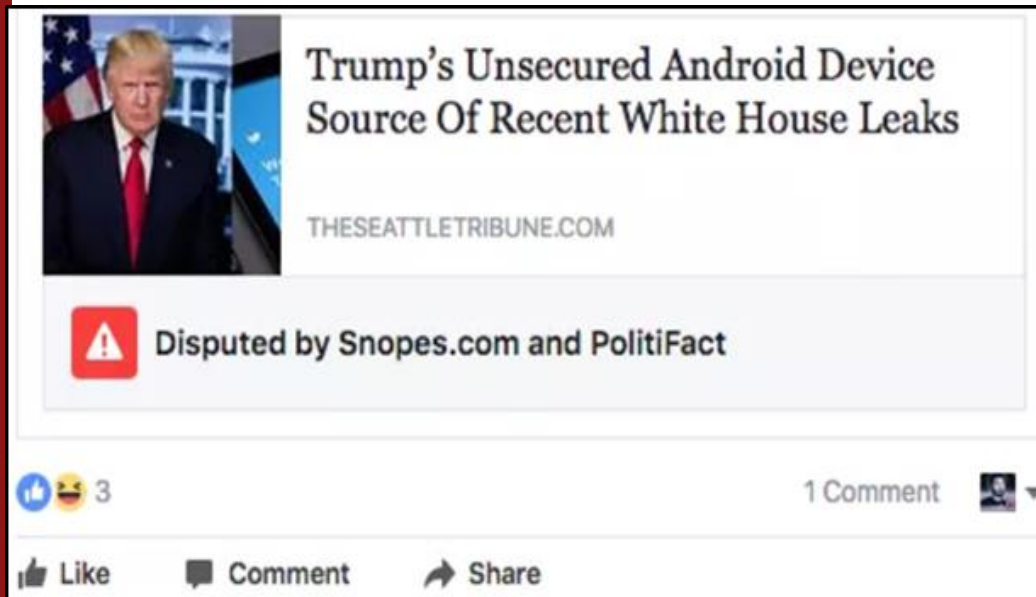 Trump's Unsecured Android Device
Source Of Recent White House Leaks
THESEATTLETRIBUNE.COM
Disputed by Snopes.com and PolitiFact
3
1 Comment
Like Comment Share